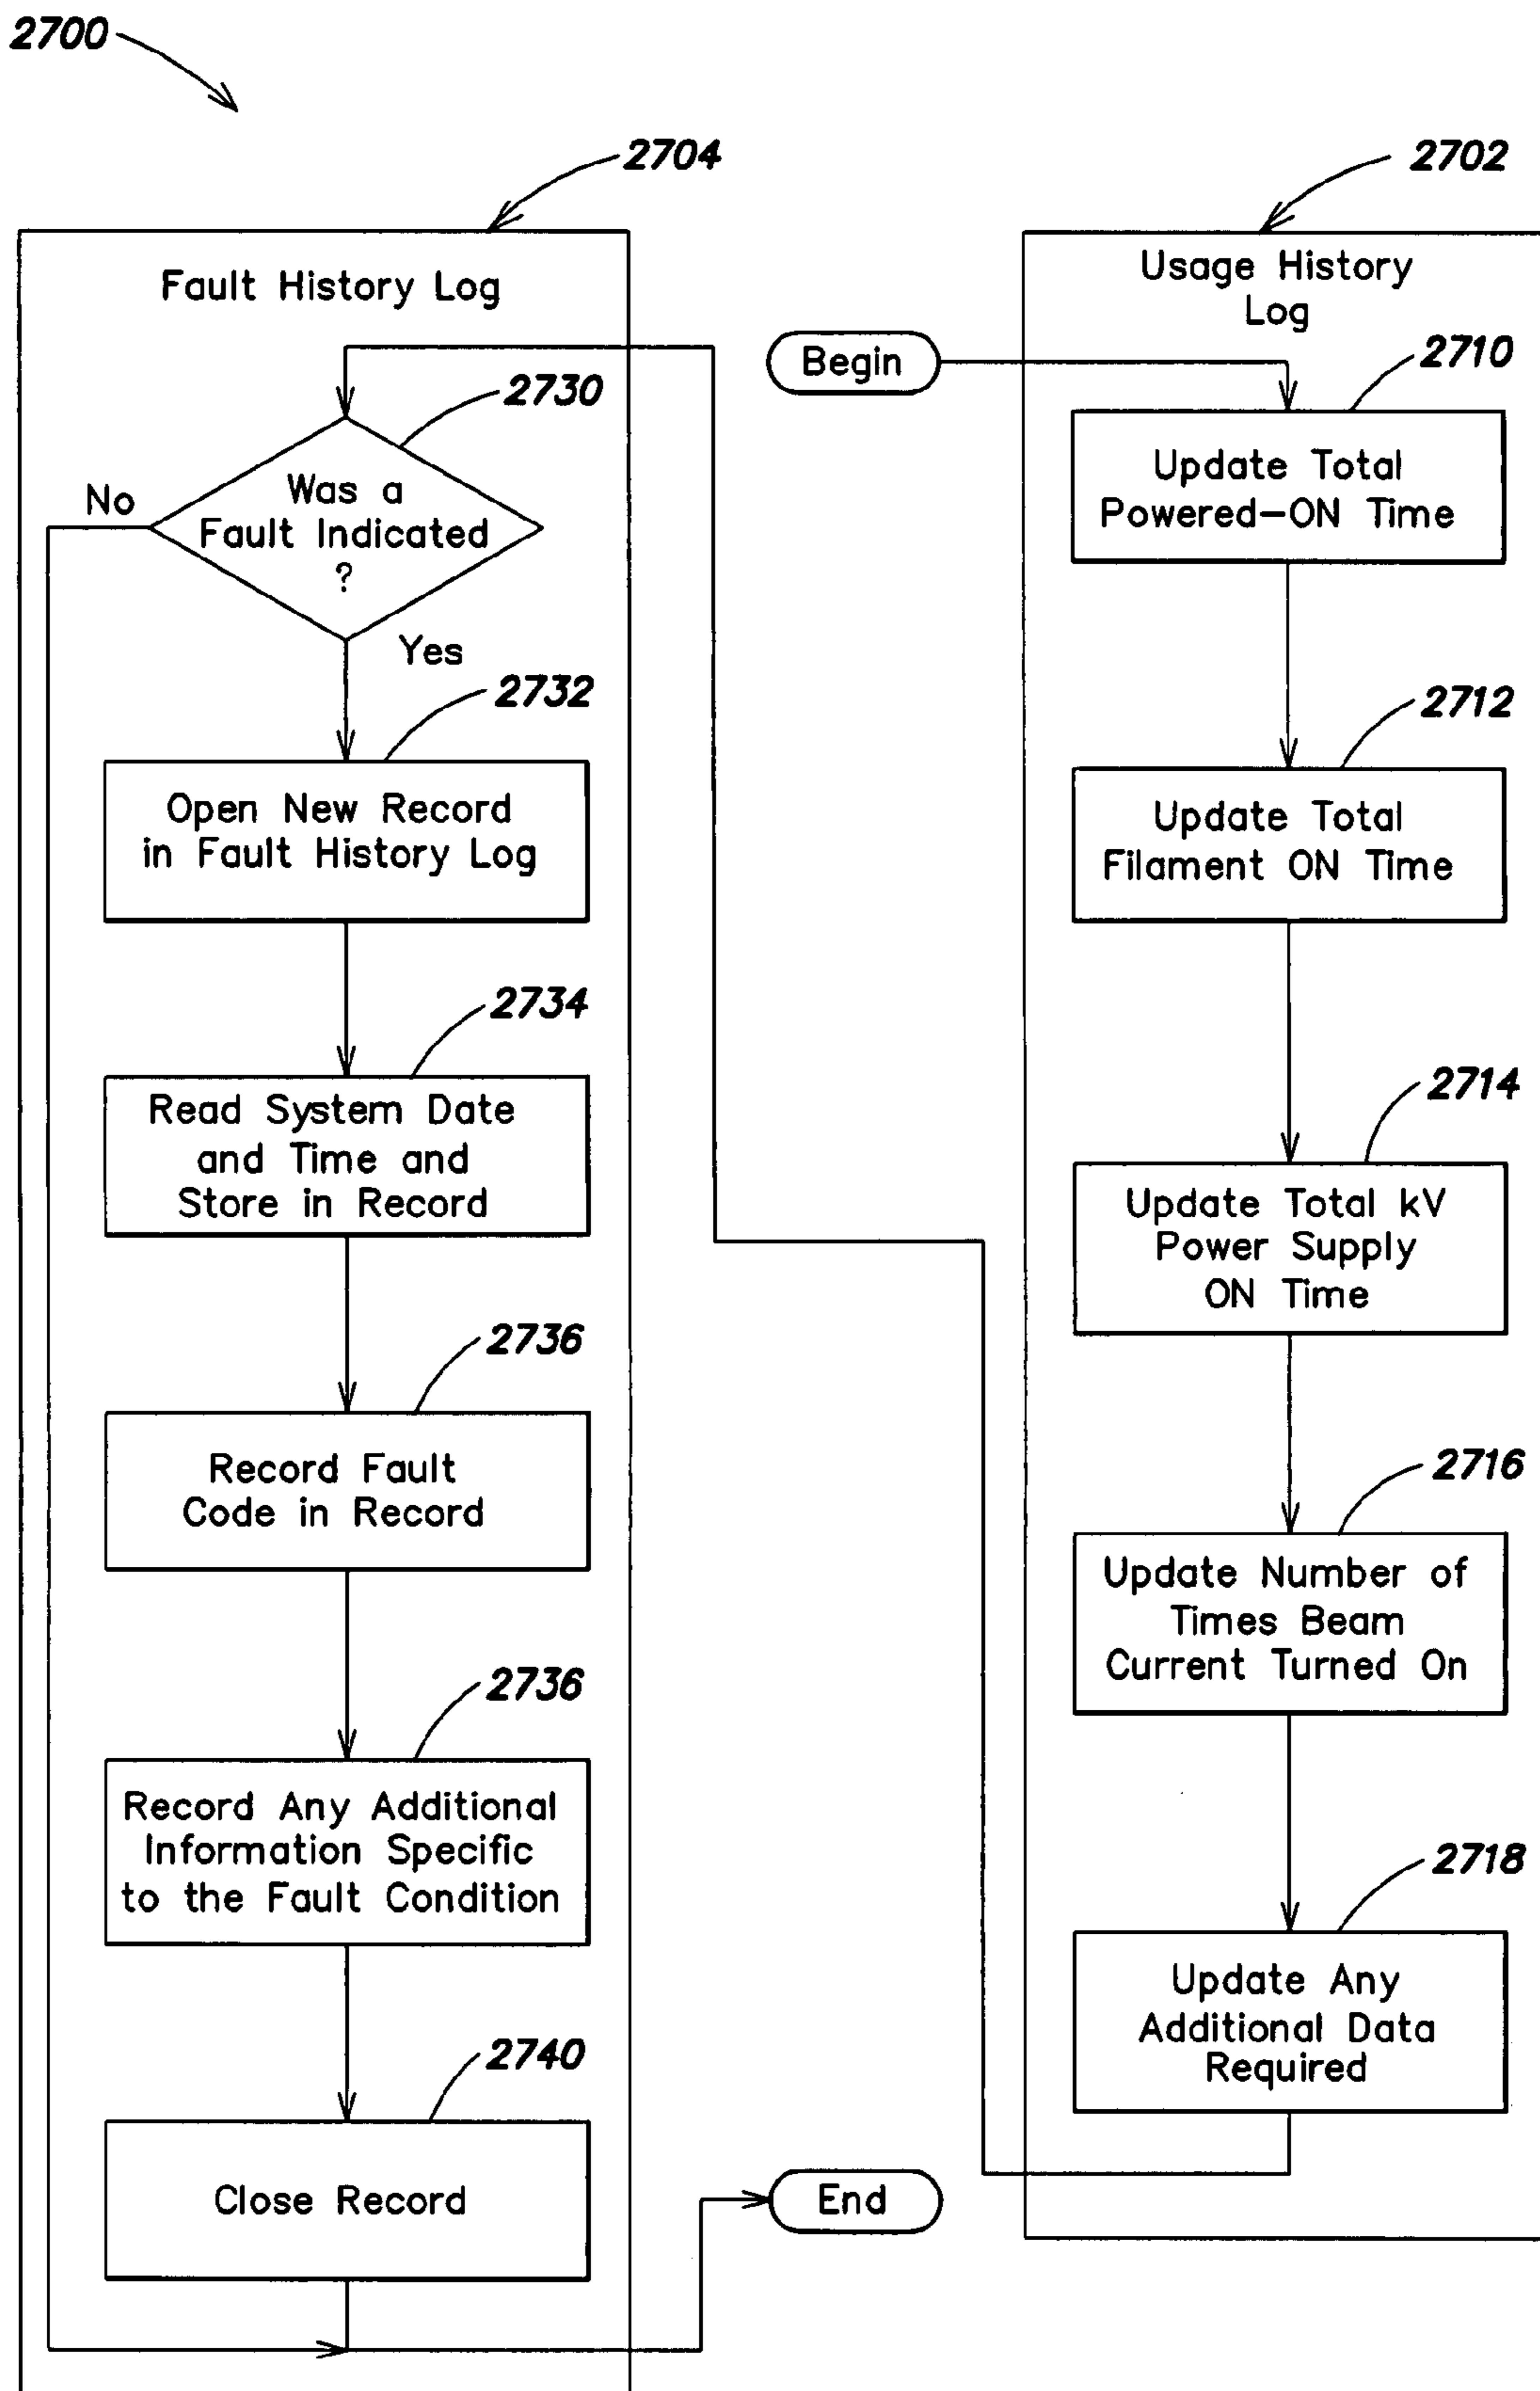 2700
2704
Fault History Log
2730
Was a
Fault Indicated
?
No
Yes
2732
Open New Record
in Fault History Log
2734
Read System Date
and Time and
Store in Record
2736
Record Fault
Code in Record
2736
Record Any Additional
Information Specific
to the Fault Condition
2740
Close Record
Begin
End
2702
Usage History
Log
2710
Update Total
Powered-ON Time
2712
Update Total
Filament ON Time
2714
Update Total kV
Power Supply
ON Time
2716
Update Number of
Times Beam
Current Turned On
2718
Update Any
Additional Data
Required